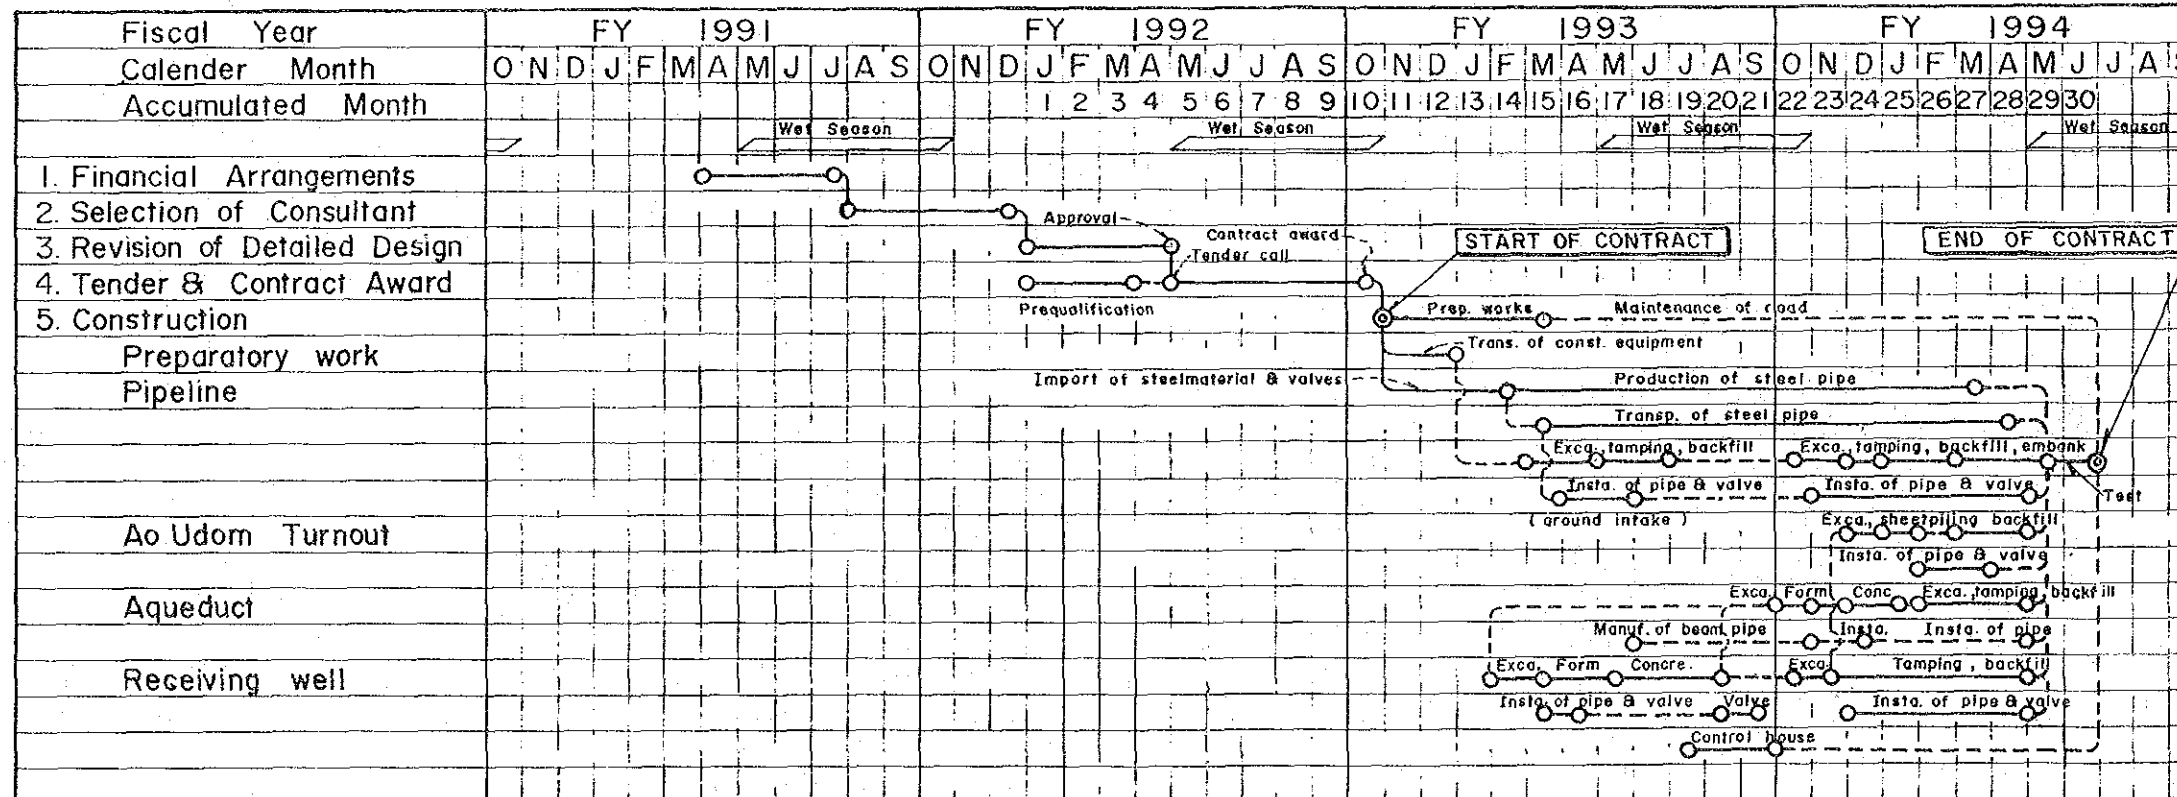 Fiscal Year FY 1991 FY 1992 FY 1993 FY 1994
Calender Month O N D J F M A M J J A S O N D J F M A M J J A S O N D J F M A M J J A S O N D J F M A M J J A S
Accumulated Month 1 2 3 4 5 6 7 8 9 10 11 12 13 14 15 16 17 18 19 20 21 22 23 24 25 26 27 28 29 30
Wet Season Wet Season Wet Season Wet Season
1. Financial Arrangements
2. Selection of Consultant
Approval
3. Revision of Detailed Design Contract award START OF CONTRACT END OF CONTRACT
Tender call
4. Tender & Contract Award
Prequalification Prep. works Maintenance of road
5. Construction
Trans. of const. equipment
Preparatory work
Import of steelmaterial & valves Production of steel pipe
Pipeline
Transp. of steel pipe
Exca., tamping, backfill Exca., tamping, backfill, embank
Insta. of pipe & valve Insta. of pipe & valve Test
(around intake) Exca., sheetpiling backfill
Ao Udom Turnout
Insta. of pipe & valve
Exca. Form Conc. Exca., tamping, backfill
Aqueduct
Manuf. of beam pipe Insta. Insta. of pipe
Exca. Form Concre. Exca. Tamping, backfill
Receiving well
Insta. of pipe & valve Valve Insta. of pipe & valve
Control house